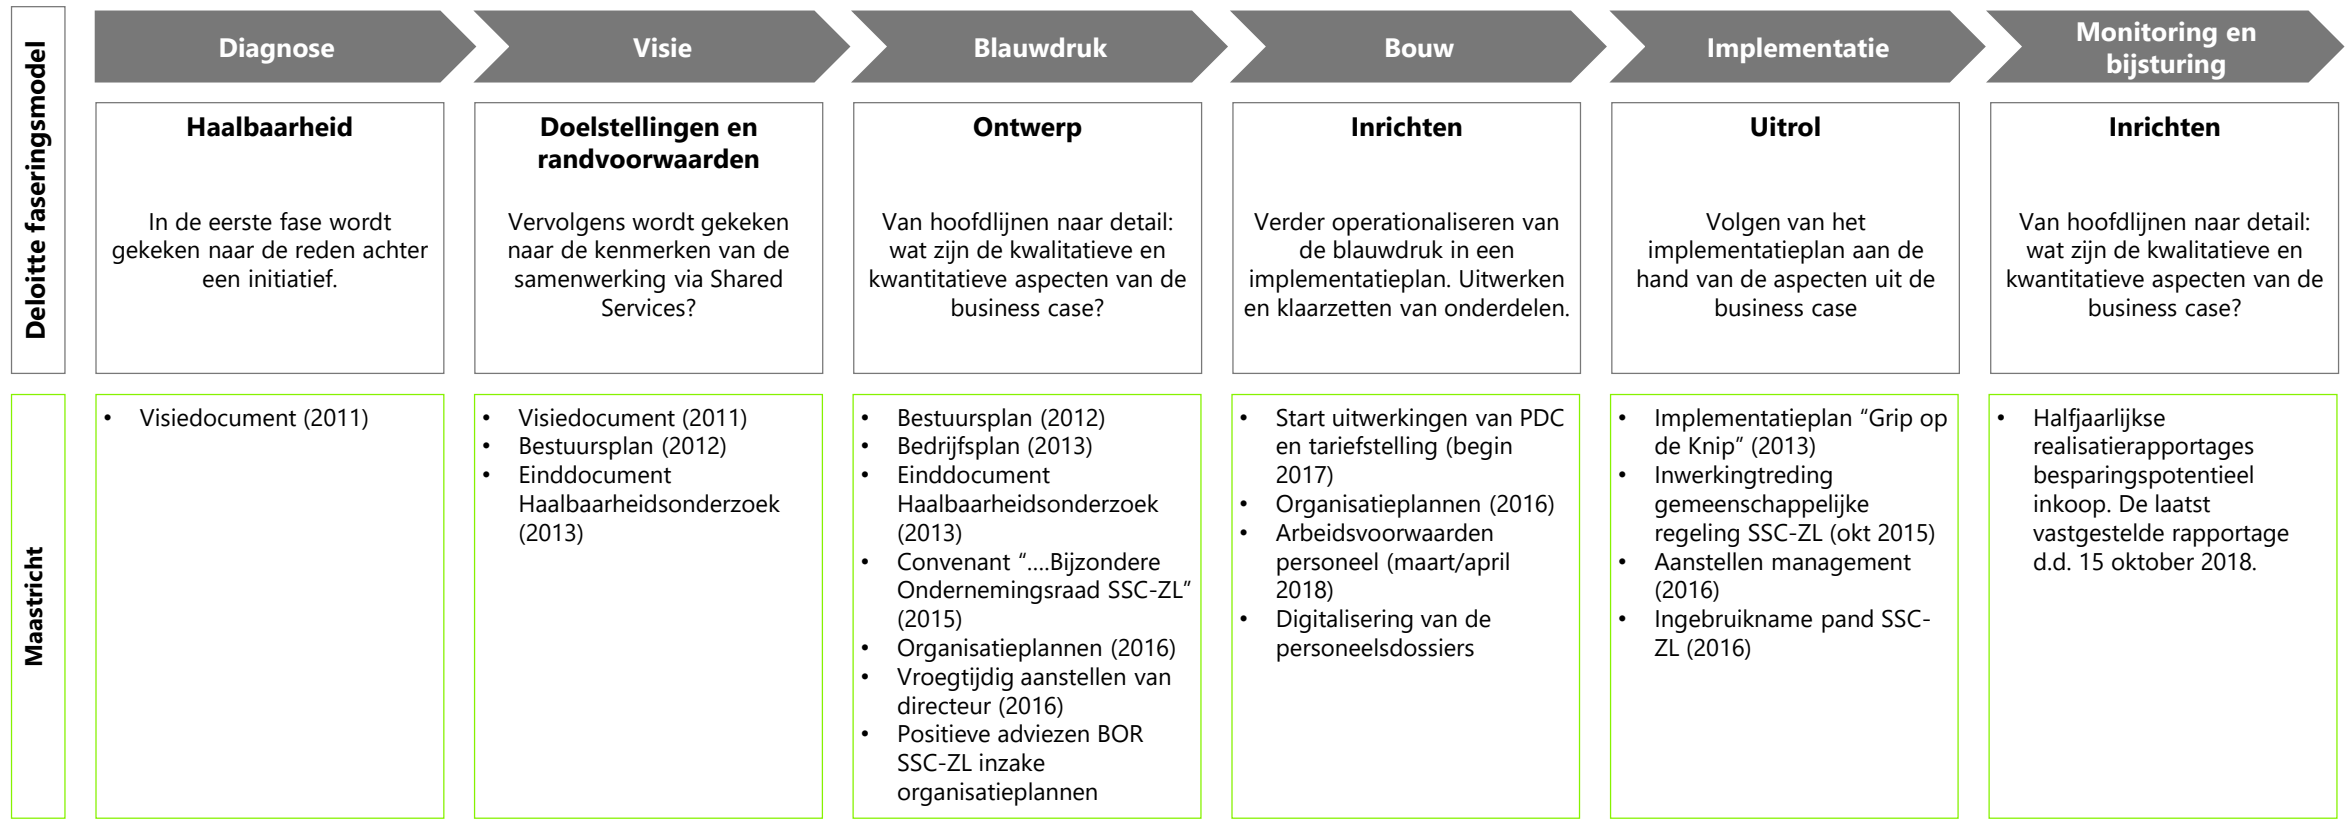 Deloitte faseringsmodel
Diagnose
Visie
Blauwdruk
Bouw
Implementatie
Monitoring en
bijsturing
Haalbaarheid
In de eerste fase wordt
gekeken naar de reden achter
een initiatief.
Doelstellingen en
randvoorwaarden
Vervolgens wordt gekeken
naar de kenmerken van de
samenwerking via Shared
Services?
Ontwerp
Van hoofdlijnen naar detail:
wat zijn de kwalitatieve en
kwantitatieve aspecten van de
business case?
Inrichten
Verder operationaliseren van
de blauwdruk in een
implementatieplan. Uitwerken
en klaarzetten van onderdelen.
Uitrol
Volgen van het
implementatieplan aan de
hand van de aspecten uit de
business case
Inrichten
Van hoofdlijnen naar detail:
wat zijn de kwalitatieve en
kwantitatieve aspecten van de
business case?
Maastricht
• Visiedocument (2011)
• Visiedocument (2011)
• Bestuursplan (2012)
• Einddocument
Haalbaarheidsonderzoek
(2013)
• Bestuursplan (2012)
• Bedrijfsplan (2013)
• Einddocument
Haalbaarheidsonderzoek
(2013)
• Convenant “....Bijzondere
Ondernemingsraad SSC-ZL”
(2015)
• Organisatieplannen (2016)
• Vroegtijdig aanstellen van
directeur (2016)
• Positieve adviezen BOR
SSC-ZL inzake
organisatieplannen
• Start uitwerkingen van PDC
en tariefstelling (begin
2017)
• Organisatieplannen (2016)
• Arbeidsvoorwaarden
personeel (maart/april
2018)
• Digitalisering van de
personeelsdossiers
• Implementatieplan “Grip op
de Knip” (2013)
• Inwerkingtreding
gemeenschappelijke
regeling SSC-ZL (okt 2015)
• Aanstellen management
(2016)
• Ingebruikname pand SSC-
ZL (2016)
• Halfjaarlijkse
realisatierapportages
besparingspotentieel
inkoop. De laatst
vastgestelde rapportage
d.d. 15 oktober 2018.